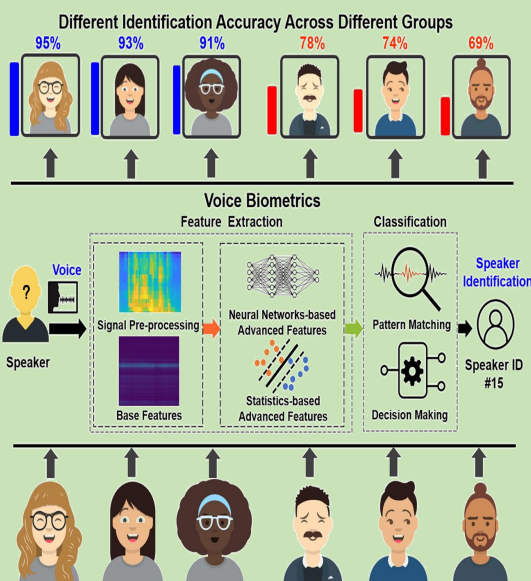 Different Identification Accuracy Across Different Groups
95% 93% 91% 78% 74% 69%
Voice Biometrics
Feature Extraction
Classification
Voice
?
Speaker
Signal Pre-processing
Base Features
Neural Networks-based
Advanced Features
Statistics-based
Advanced Features
Pattern Matching
Decision Making
Speaker
Identification
Speaker ID
#15